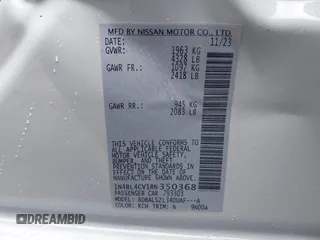 MFD BY NISSAN MOTOR CO., LTD.
DATE: 11/23
GVWR: 1963 KG
4328 LB
GAWR FR: 1097 KG
2418 LB
GAWR RR: 945 KG
2083 LB
THIS VEHICLE CONFORMS TO ALL
APPLICABLE FEDERAL MOTOR
VEHICLE SAFETY, BUMPER, AND
THEFT PREVENTION STANDARDS
IN EFFECT ON THE DATE OF
MANUFACTURE SHOWN ABOVE.
1N4BL4CV1RN350368
PASSENGER CAR 793303
MODEL:
COLOR: KCH TRIM: N